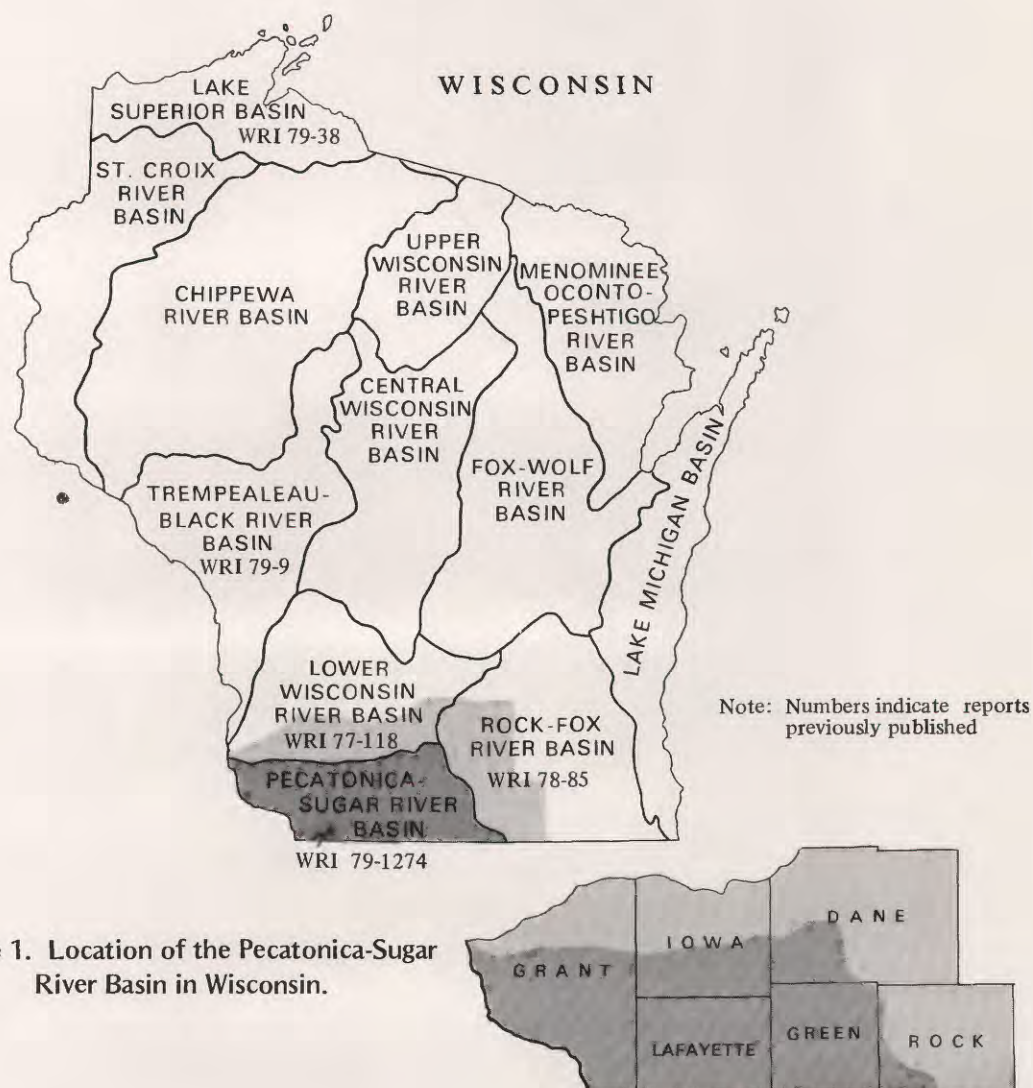 WISCONSIN
LAKE
SUPERIOR BASIN
WRI 79-38
ST. CROIX
RIVER
BASIN
CHIPPEWA
RIVER BASIN
UPPER
WISCONSIN
RIVER
BASIN
MENOMINEE-
OCONTO-
PESHTIGO
RIVER
BASIN
CENTRAL
WISCONSIN
RIVER
BASIN
FOX-WOLF
RIVER
BASIN
LAKE MICHIGAN BASIN
TREMPEALEAU-
BLACK RIVER
BASIN
WRI 79-9
LOWER
WISCONSIN
RIVER BASIN
WRI 77-118
ROCK-FOX
RIVER BASIN
WRI 78-85
Note: Numbers indicate reports
previously published
PECATONICA-
SUGAR RIVER
BASIN
WRI 79-1274
1. Location of the Pecatonica-Sugar
River Basin in Wisconsin.
GRANT
IOWA
DANE
LAFAYETTE
GREEN
ROCK